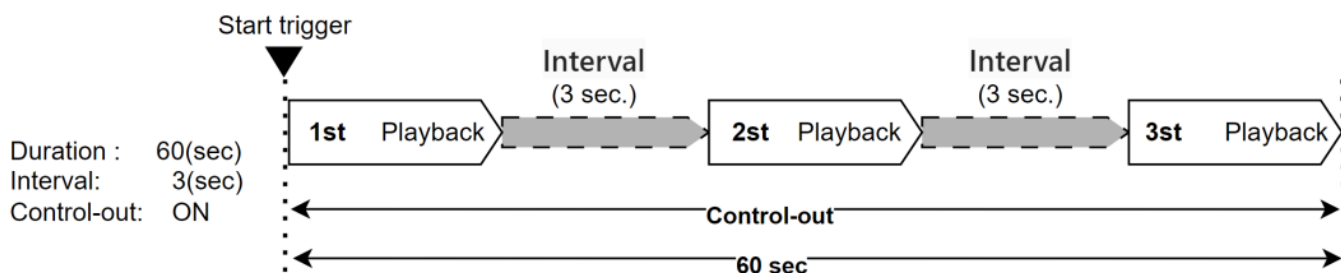 Start trigger
Interval
(3 sec.)
Interval
(3 sec.)
1st Playback
2st Playback
3st Playback
Duration : 60(sec)
Interval: 3(sec)
Control-out: ON
Control-out
60 sec